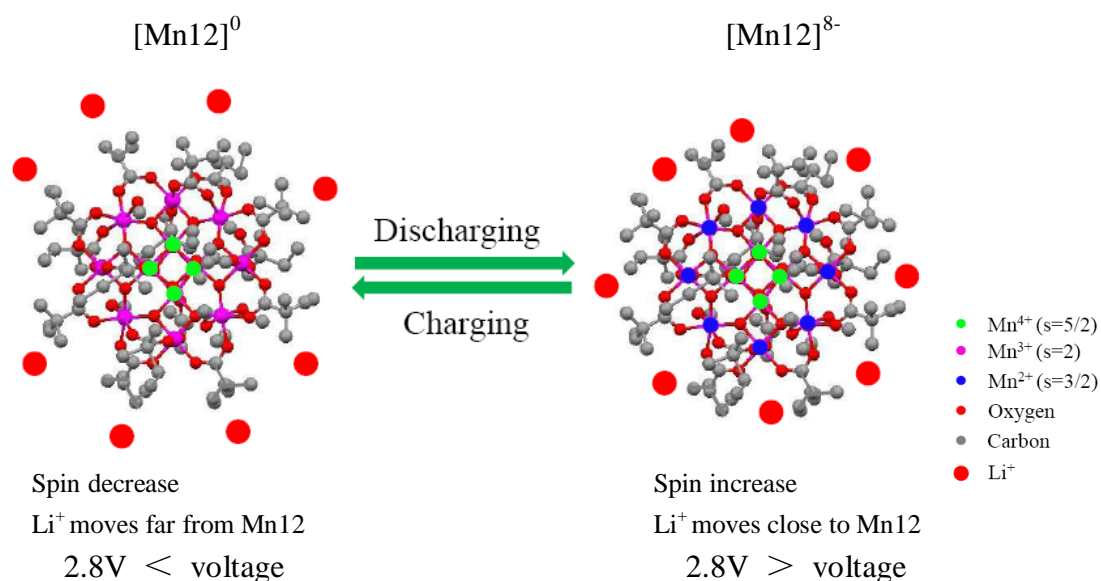 [Mn12]0
[Mn12]8-
Discharging
Charging
Mn4+ (s=5/2)
Mn3+ (s=2)
Mn2+ (s=3/2)
Oxygen
Carbon
Li+
Spin decrease
Li+ moves far from Mn12
2.8V < voltage
Spin increase
Li+ moves close to Mn12
2.8V > voltage